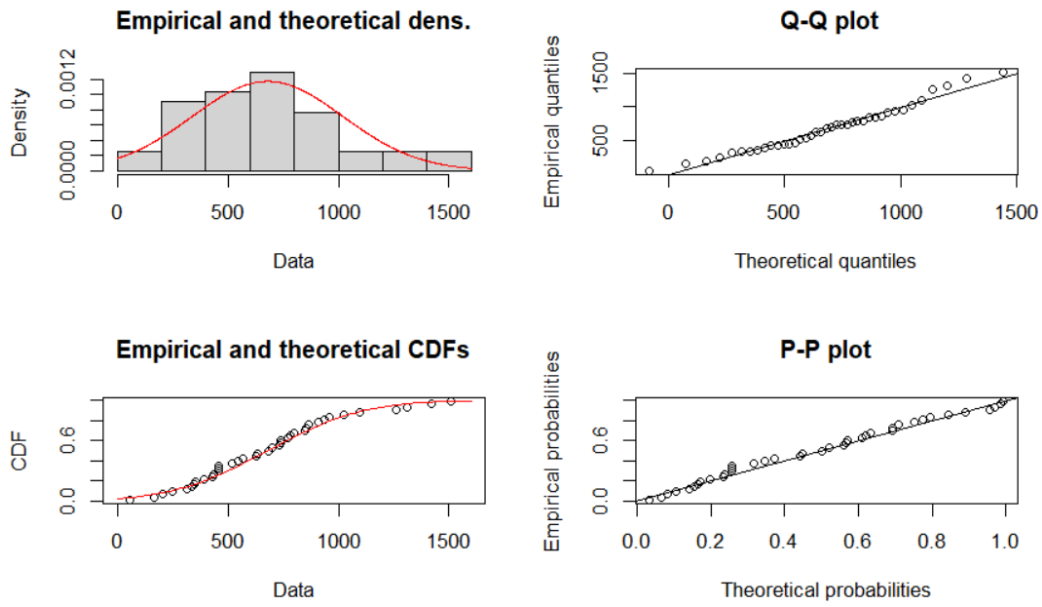 Empirical and theoretical dens.
Density
0.0000
0.0012
0
500
1000
1500
Data
Q-Q plot
Empirical quantiles
500
1500
0
500
1000
1500
Theoretical quantiles
Empirical and theoretical CDFs
CDF
0.0
0.6
0
500
1000
1500
Data
P-P plot
Empirical probabilities
0.0
0.6
0.0
0.2
0.4
0.6
0.8
1.0
Theoretical probabilities